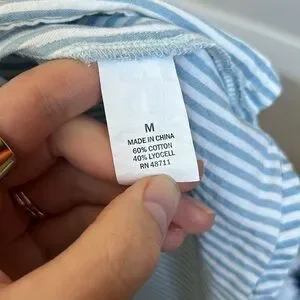 M
MADE IN CHINA
60% COTTON
40% LYOCELL
RN 48711